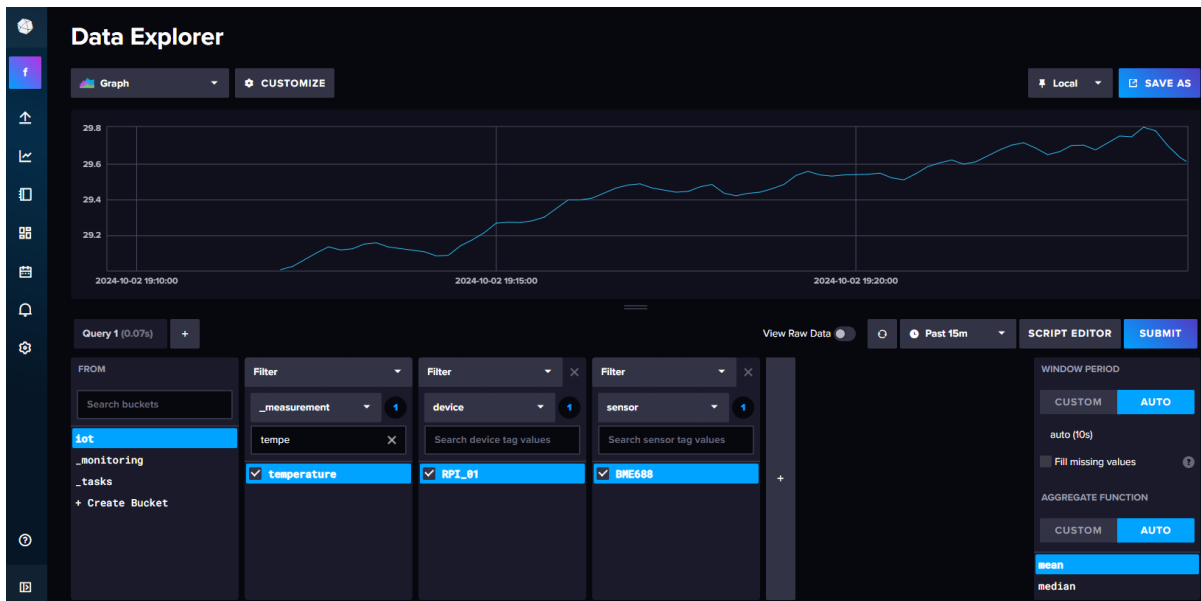 Data Explorer
f
Graph
CUSTOMIZE
Local
SAVE AS
29.8
29.6
29.4
29.2
2024-10-02 19:10:00
2024-10-02 19:15:00
2024-10-02 19:20:00
Query 1 (0.07s)
+
View Raw Data
Past 15m
SCRIPT EDITOR
SUBMIT
FROM
Search buckets
iot
_monitoring
_tasks
+ Create Bucket
Filter
_measurement
1
tempe
temperature
Filter
device
1
Search device tag values
RPI_01
Filter
sensor
1
Search sensor tag values
BME688
+
WINDOW PERIOD
CUSTOM
AUTO
auto (10s)
Fill missing values
?
AGGREGATE FUNCTION
CUSTOM
AUTO
mean
median